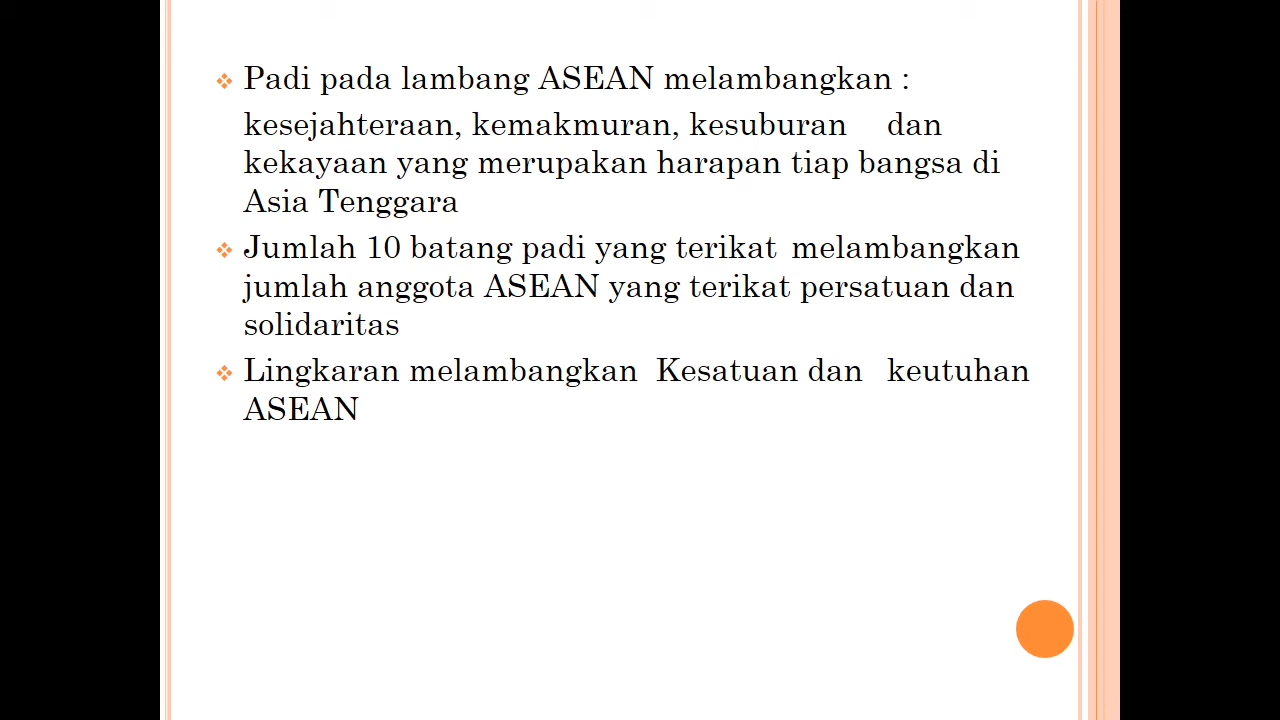 Padi pada lambang ASEAN melambangkan :
kesejahteraan, kemakmuran, kesuburan dan
kekayaan yang merupakan harapan tiap bangsa di
Asia Tenggara
Jumlah 10 batang padi yang terikat melambangkan
jumlah anggota ASEAN yang terikat persatuan dan
solidaritas
Lingkaran melambangkan Kesatuan dan keutuhan
ASEAN